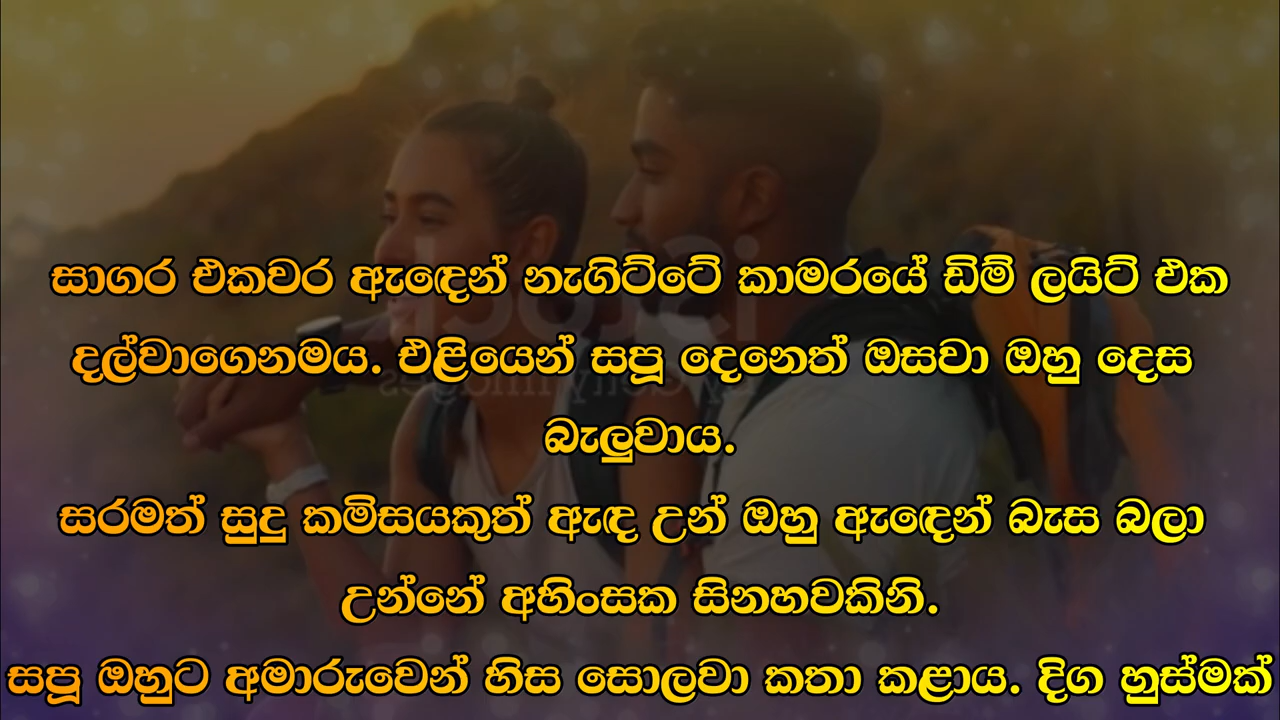 සාගර එකවර ඇඳෙන් නැගිට්ටේ කාමරයේ ඩිම් ලයිට් එක
දල්වාගෙනමය. එළියෙන් සපූ දෙනෙත් ඔසවා ඔහු දෙස
බැලුවාය.
සරමත් සුදු කමිසයකුත් ඇඳ උන් ඔහු ඇඳෙන් බැස බලා
උන්නේ අහිංසක සිනහවකිනි.
සපූ ඔහුට අමාරුවෙන් හිස සොලවා කතා කළාය. දිග හුස්මක්